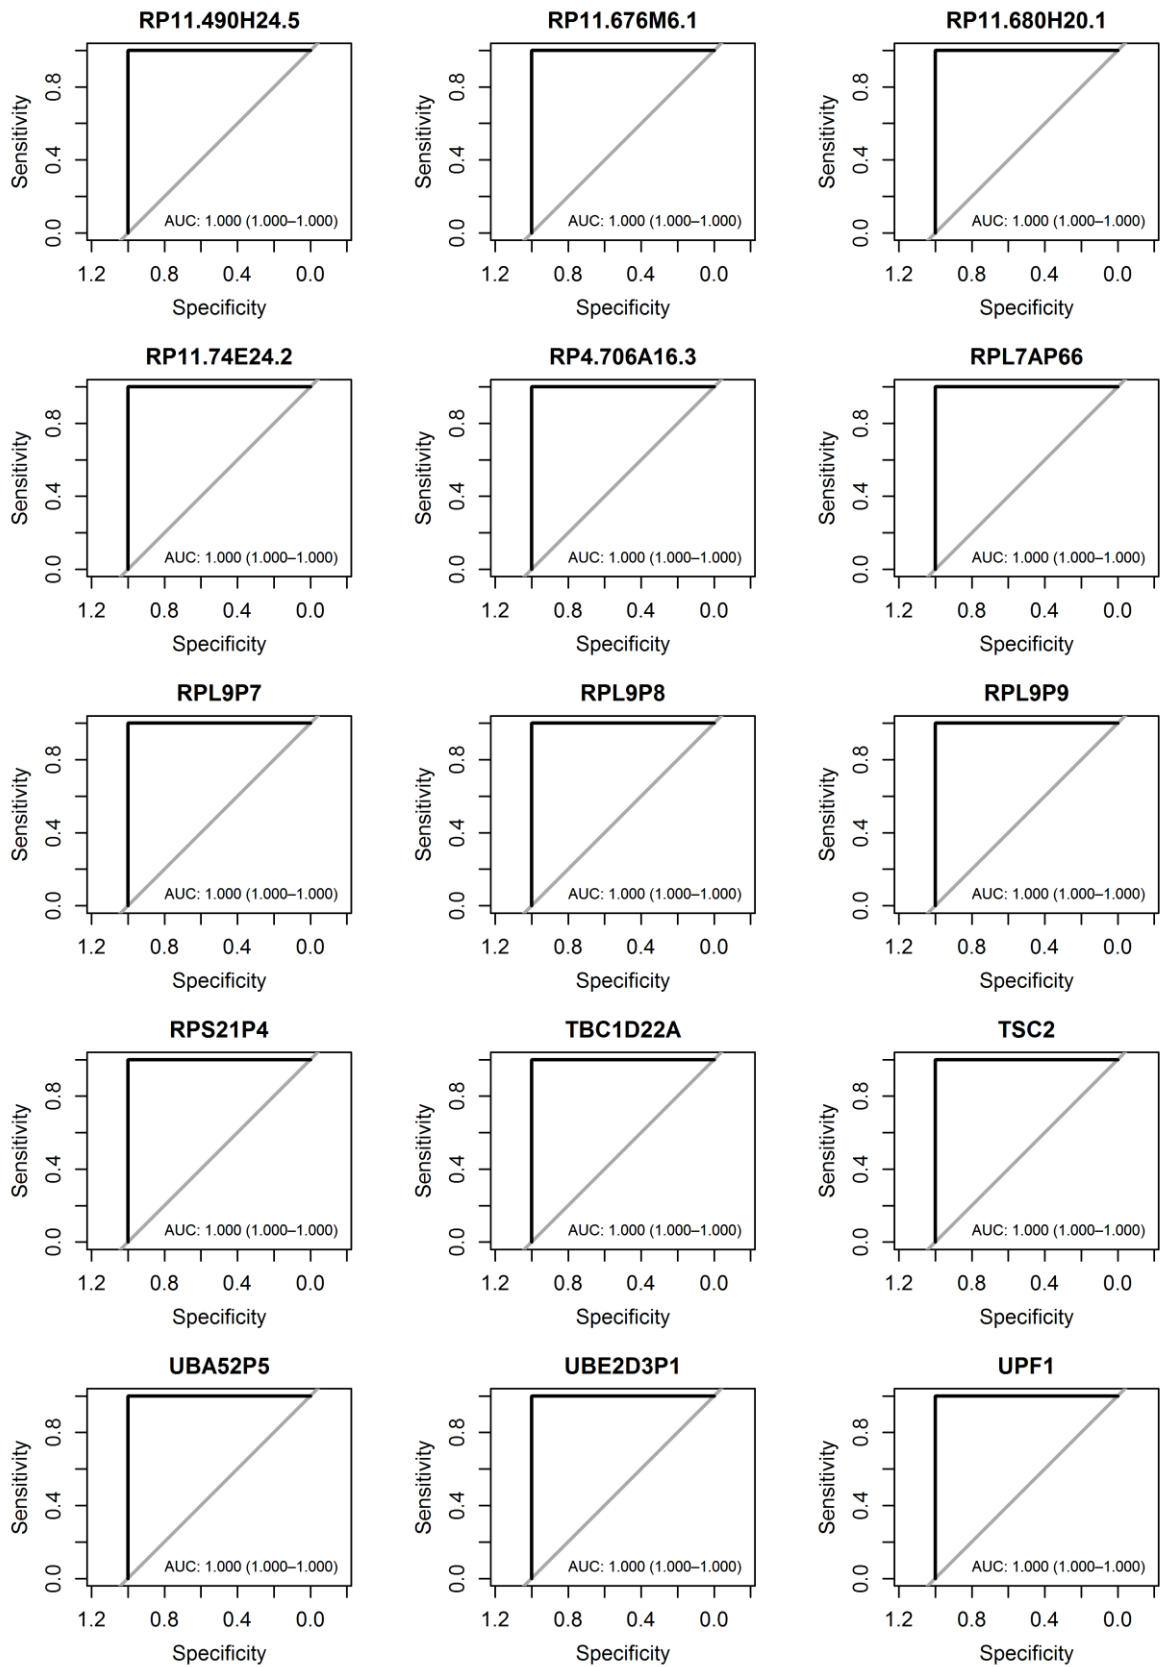 RP11.490H24.5 RP11.676M6.1 RP11.680H20.1
Sensitivity Sensitivity Sensitivity
0.8 0.8 0.8
0.4 0.4 0.4
0.0 0.0 0.0
AUC: 1.000 (1.000–1.000) AUC: 1.000 (1.000–1.000) AUC: 1.000 (1.000–1.000)
1.2 0.8 0.4 0.0 1.2 0.8 0.4 0.0 1.2 0.8 0.4 0.0
Specificity Specificity Specificity
RP11.74E24.2 RP4.706A16.3 RPL7AP66
Sensitivity Sensitivity Sensitivity
0.8 0.8 0.8
0.4 0.4 0.4
0.0 0.0 0.0
AUC: 1.000 (1.000–1.000) AUC: 1.000 (1.000–1.000) AUC: 1.000 (1.000–1.000)
1.2 0.8 0.4 0.0 1.2 0.8 0.4 0.0 1.2 0.8 0.4 0.0
Specificity Specificity Specificity
RPL9P7 RPL9P8 RPL9P9
Sensitivity Sensitivity Sensitivity
0.8 0.8 0.8
0.4 0.4 0.4
0.0 0.0 0.0
AUC: 1.000 (1.000–1.000) AUC: 1.000 (1.000–1.000) AUC: 1.000 (1.000–1.000)
1.2 0.8 0.4 0.0 1.2 0.8 0.4 0.0 1.2 0.8 0.4 0.0
Specificity Specificity Specificity
RPS21P4 TBC1D22A TSC2
Sensitivity Sensitivity Sensitivity
0.8 0.8 0.8
0.4 0.4 0.4
0.0 0.0 0.0
AUC: 1.000 (1.000–1.000) AUC: 1.000 (1.000–1.000) AUC: 1.000 (1.000–1.000)
1.2 0.8 0.4 0.0 1.2 0.8 0.4 0.0 1.2 0.8 0.4 0.0
Specificity Specificity Specificity
UBA52P5 UBE2D3P1 UPF1
Sensitivity Sensitivity Sensitivity
0.8 0.8 0.8
0.4 0.4 0.4
0.0 0.0 0.0
AUC: 1.000 (1.000–1.000) AUC: 1.000 (1.000–1.000) AUC: 1.000 (1.000–1.000)
1.2 0.8 0.4 0.0 1.2 0.8 0.4 0.0 1.2 0.8 0.4 0.0
Specificity Specificity Specificity